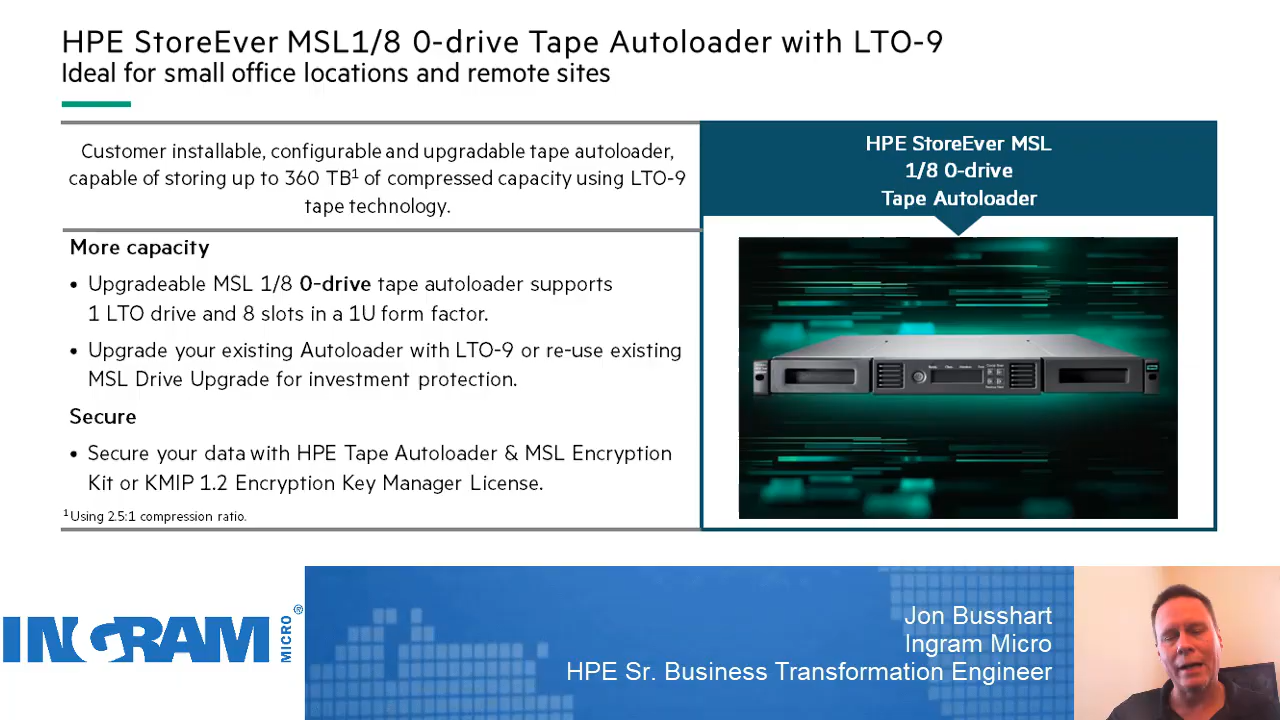 HPE StoreEver MSL1/8 0-drive Tape Autoloader with LTO-9
Ideal for small office locations and remote sites
Customer installable, configurable and upgradable tape autoloader,
capable of storing up to 360 TB¹ of compressed capacity using LTO-9
tape technology.
More capacity
• Upgradeable MSL 1/8 0-drive tape autoloader supports
1 LTO drive and 8 slots in a 1U form factor.
• Upgrade your existing Autoloader with LTO-9 or re-use existing
MSL Drive Upgrade for investment protection.
Secure
• Secure your data with HPE Tape Autoloader & MSL Encryption
Kit or KMIP 1.2 Encryption Key Manager License.
¹Using 2.5:1 compression ratio.
HPE StoreEver MSL
1/8 0-drive
Tape Autoloader
INGRAM MICRO®
Jon Busshart
Ingram Micro
HPE Sr. Business Transformation Engineer